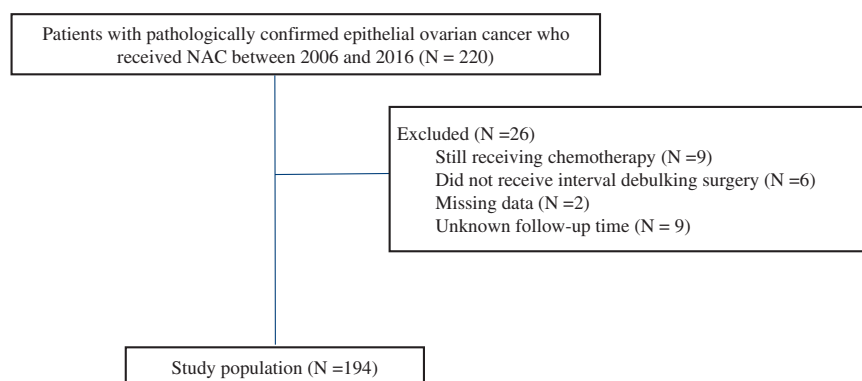 Patients with pathologically confirmed epithelial ovarian cancer who
received NAC between 2006 and 2016 (N = 220)
Excluded (N =26)
Still receiving chemotherapy (N =9)
Did not receive interval debulking surgery (N =6)
Missing data (N =2)
Unknown follow-up time (N = 9)
Study population (N =194)